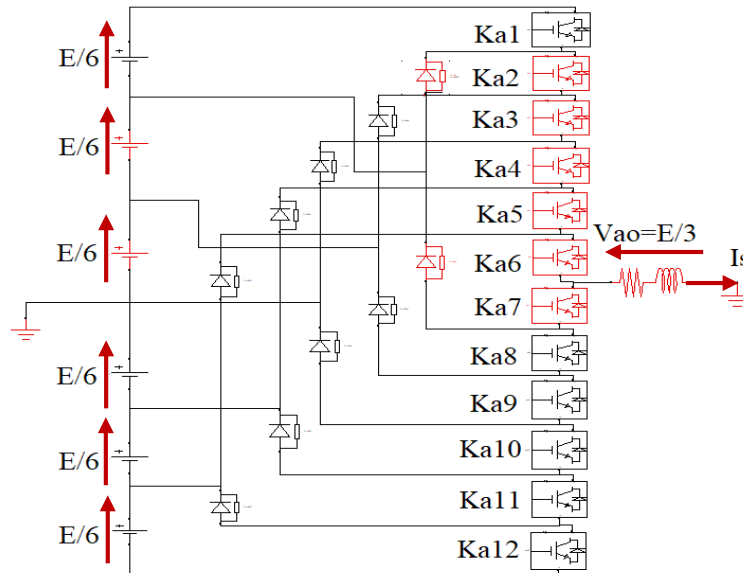 E/6
E/6
E/6
E/6
E/6
E/6
Ka1
Ka2
Ka3
Ka4
Ka5
Ka6
Ka7
Ka8
Ka9
Ka10
Ka11
Ka12
Vao=E/3
Is